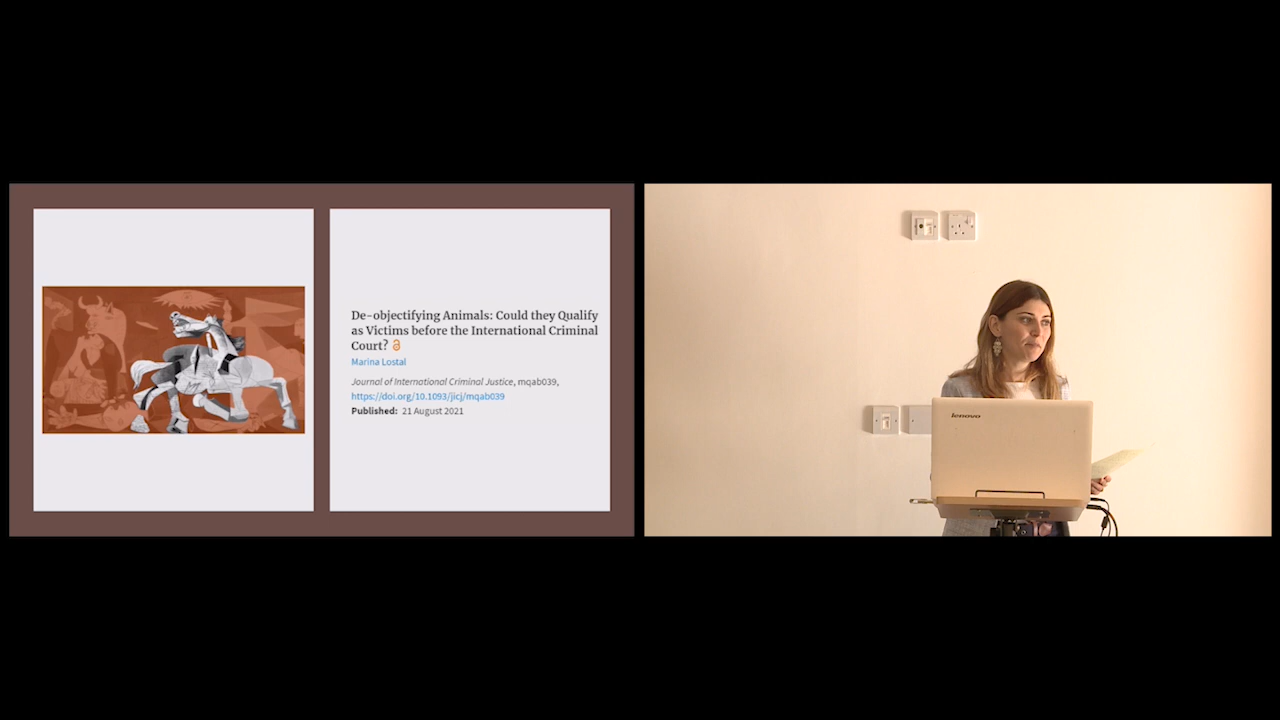 De-objectifying Animals: Could they Qualify
as Victims before the International Criminal
Court?
Marina Lostal
Journal of International Criminal Justice, mqab039,
https://doi.org/10.1093/jicj/mqab039
Published: 21 August 2021
lenovo